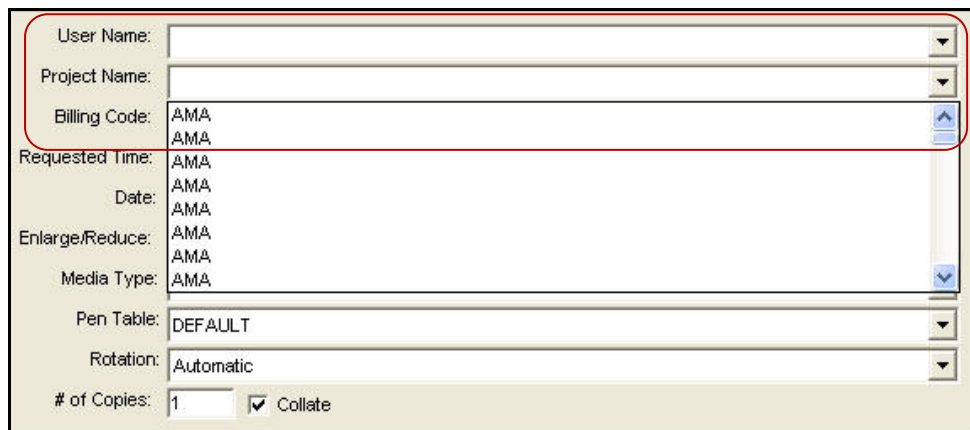 User Name:
Project Name:
Billing Code: AMA
AMA
Requested Time: AMA
AMA
Date: AMA
AMA
Enlarge/Reduce: AMA
Media Type: AMA
Pen Table: DEFAULT
Rotation: Automatic
# of Copies: 1 Collate